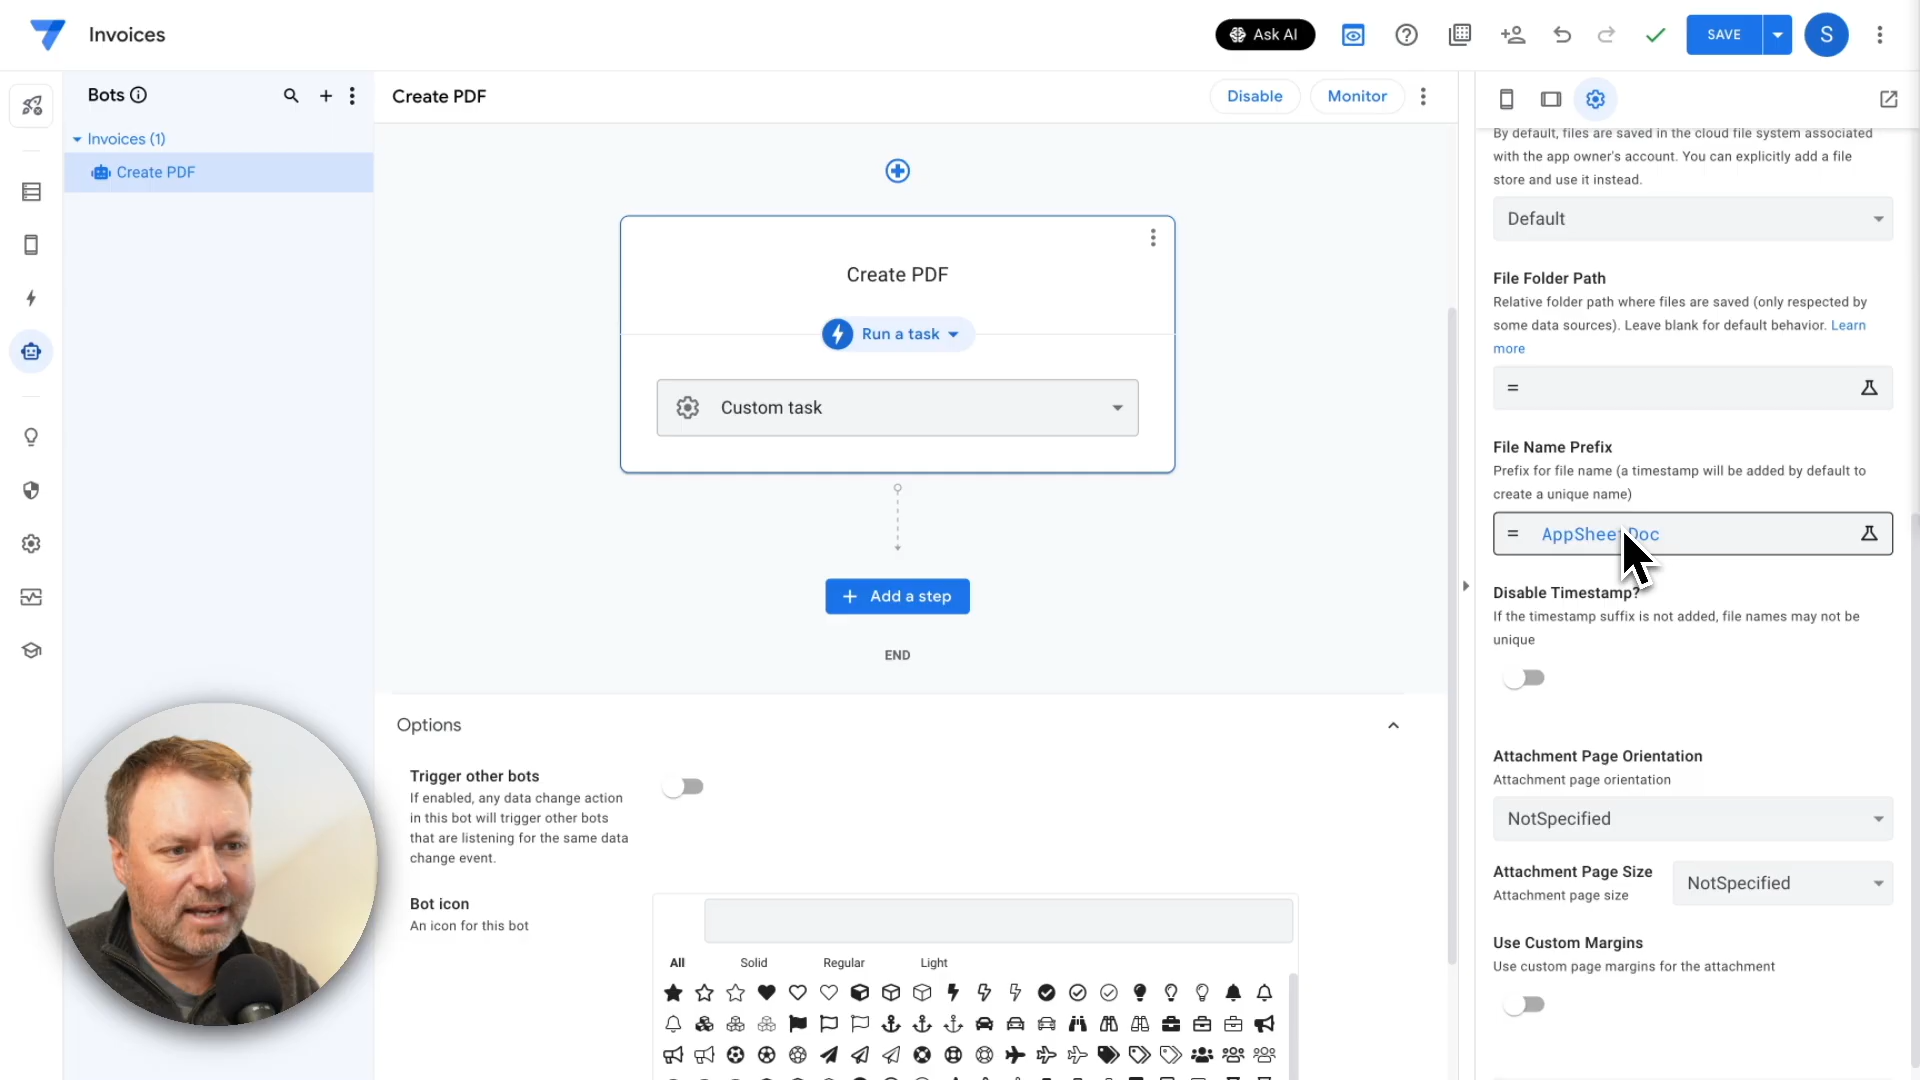 Invoices
Ask AI
SAVE
S
Bots
Invoices (1)
Create PDF
Create PDF
Disable
Monitor
Create PDF
Run a task
Custom task
Add a step
END
Options
Trigger other bots
If enabled, any data change action
in this bot will trigger other bots
that are listening for the same data
change event.
Bot icon
An icon for this bot
All
Solid
Regular
Light
By default, files are saved in the cloud file system associated
with the app owner's account. You can explicitly add a file
store and use it instead.
Default
File Folder Path
Relative folder path where files are saved (only respected by
some data sources). Leave blank for default behavior. Learn
more
=
File Name Prefix
Prefix for file name (a timestamp will be added by default to
create a unique name)
= AppSheetDoc
Disable Timestamp?
If the timestamp suffix is not added, file names may not be
unique
Attachment Page Orientation
Attachment page orientation
NotSpecified
Attachment Page Size
Attachment page size
NotSpecified
Use Custom Margins
Use custom page margins for the attachment